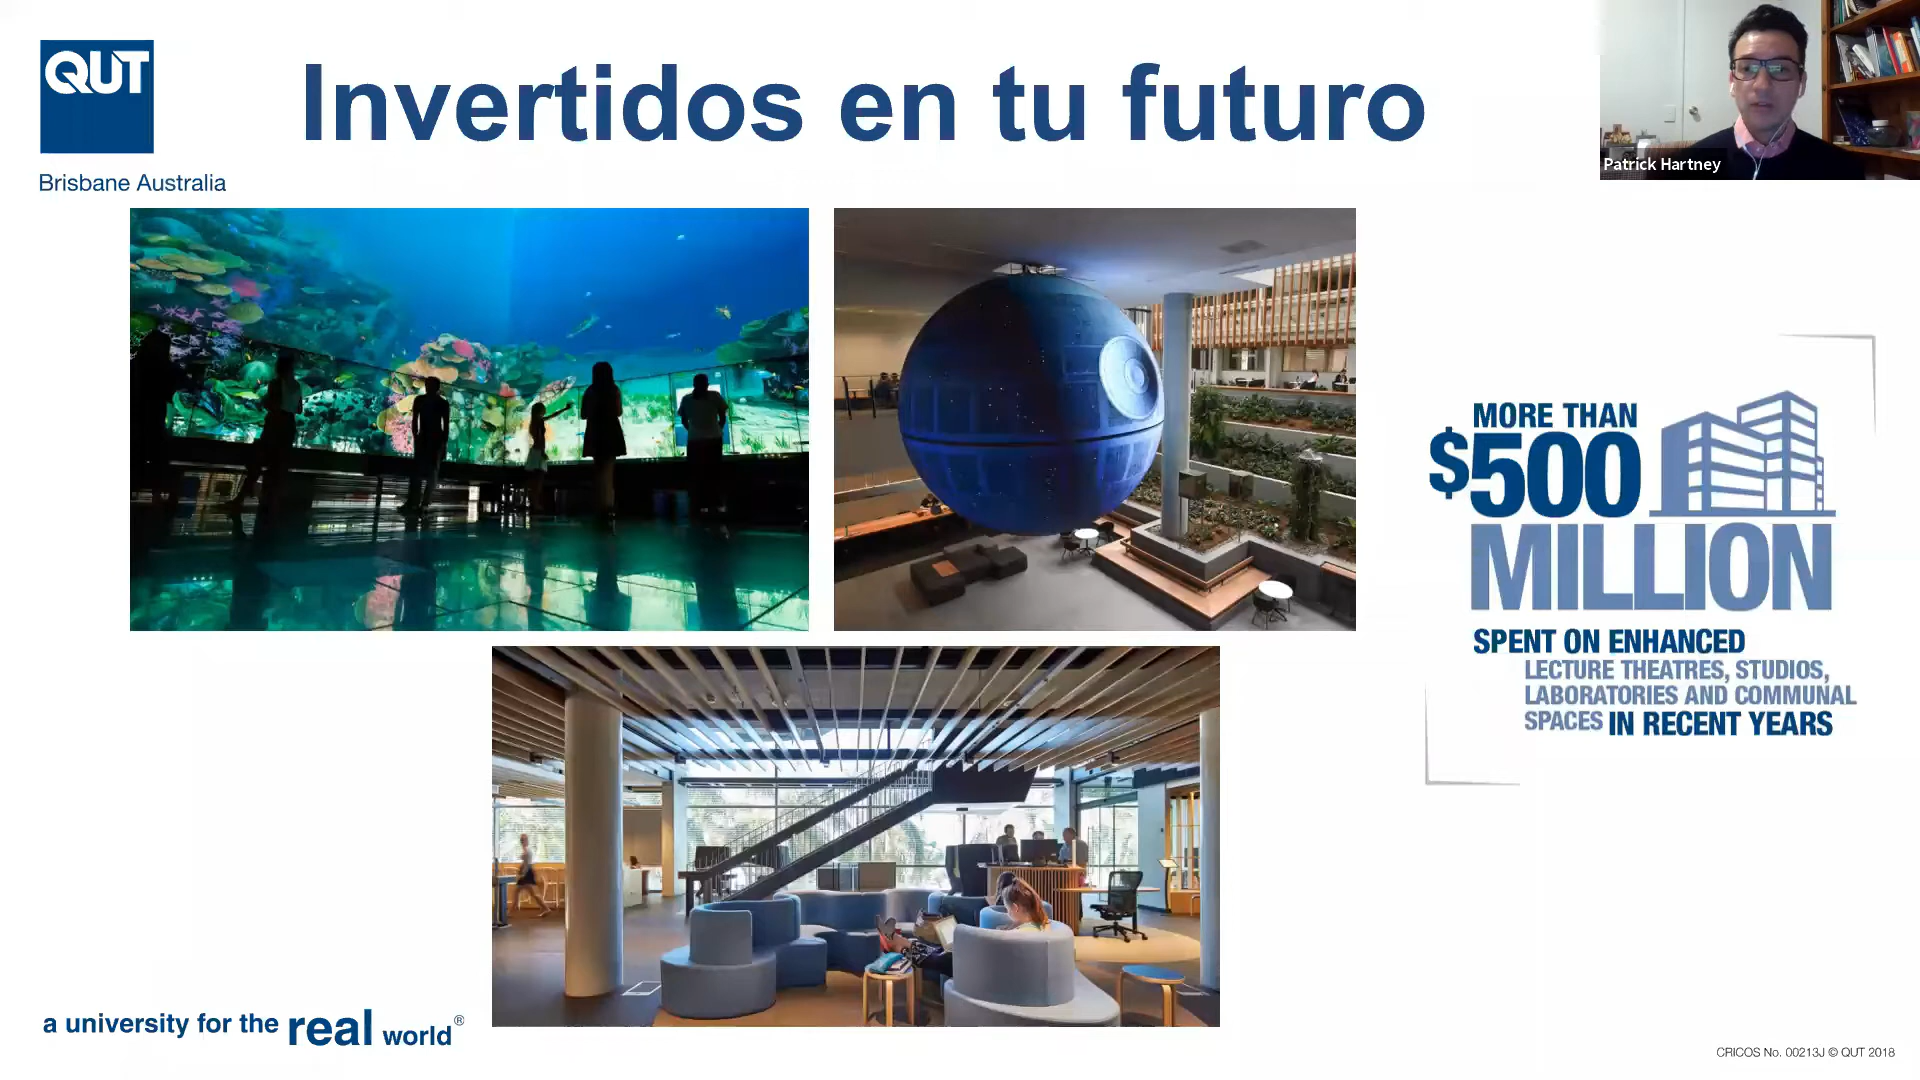 QUT
Brisbane Australia
Invertidos en tu futuro
Patrick Hartney
MORE THAN
$500
MILLION
SPENT ON ENHANCED
LECTURE THEATRES, STUDIOS,
LABORATORIES AND COMMUNAL
SPACES IN RECENT YEARS
a university for the real world®
CRICOS No. 00213J © QUT 2018